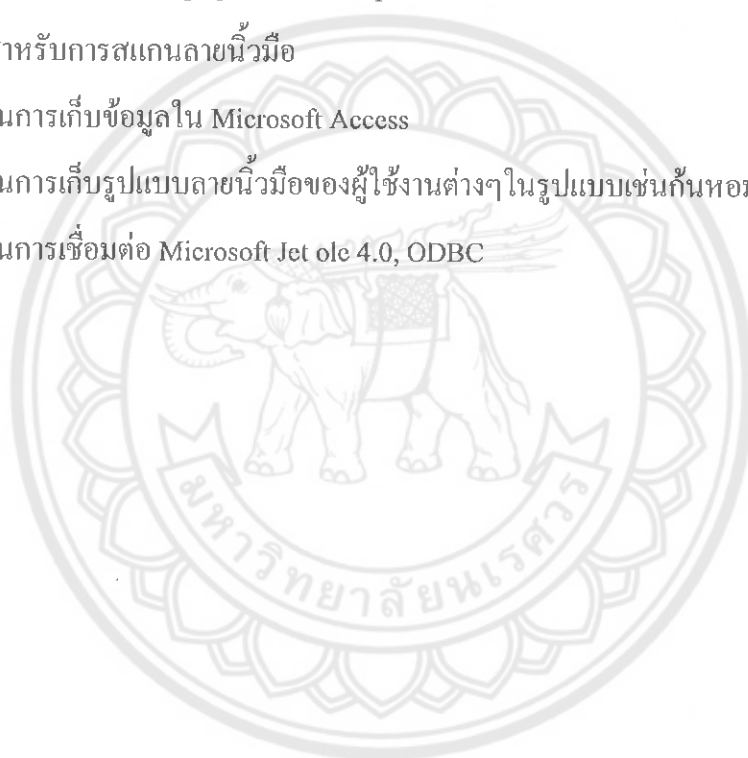 สำหรับการสแกนลายนิ้วมือ
นการเก็บข้อมูลใน Microsoft Access
นการเก็บรูปแบบลายนิ้วมือของผู้ใช้งานต่างๆในรูปแบบเช่นก้นหอย
นการเชื่อมต่อ Microsoft Jet ole 4.0, ODBC
มหาวิทยาลัยนเรศวร